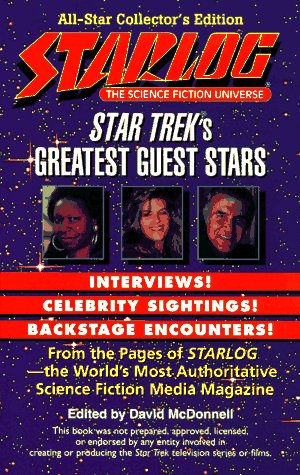 All-Star Collector's Edition
STARLOG
THE SCIENCE FICTION UNIVERSE
STAR TREK's
GREATEST GUEST STARS
INTERVIEWS!
CELEBRITY SIGHTINGS!
BACKSTAGE ENCOUNTERS!
From the Pages of STARLOG
—the World's Most Authoritative
Science Fiction Media Magazine
Edited by David McDonnell
This book was not prepared, approved, licensed,
or endorsed by any entity involved in
creating or producing the Star Trek television series or films.